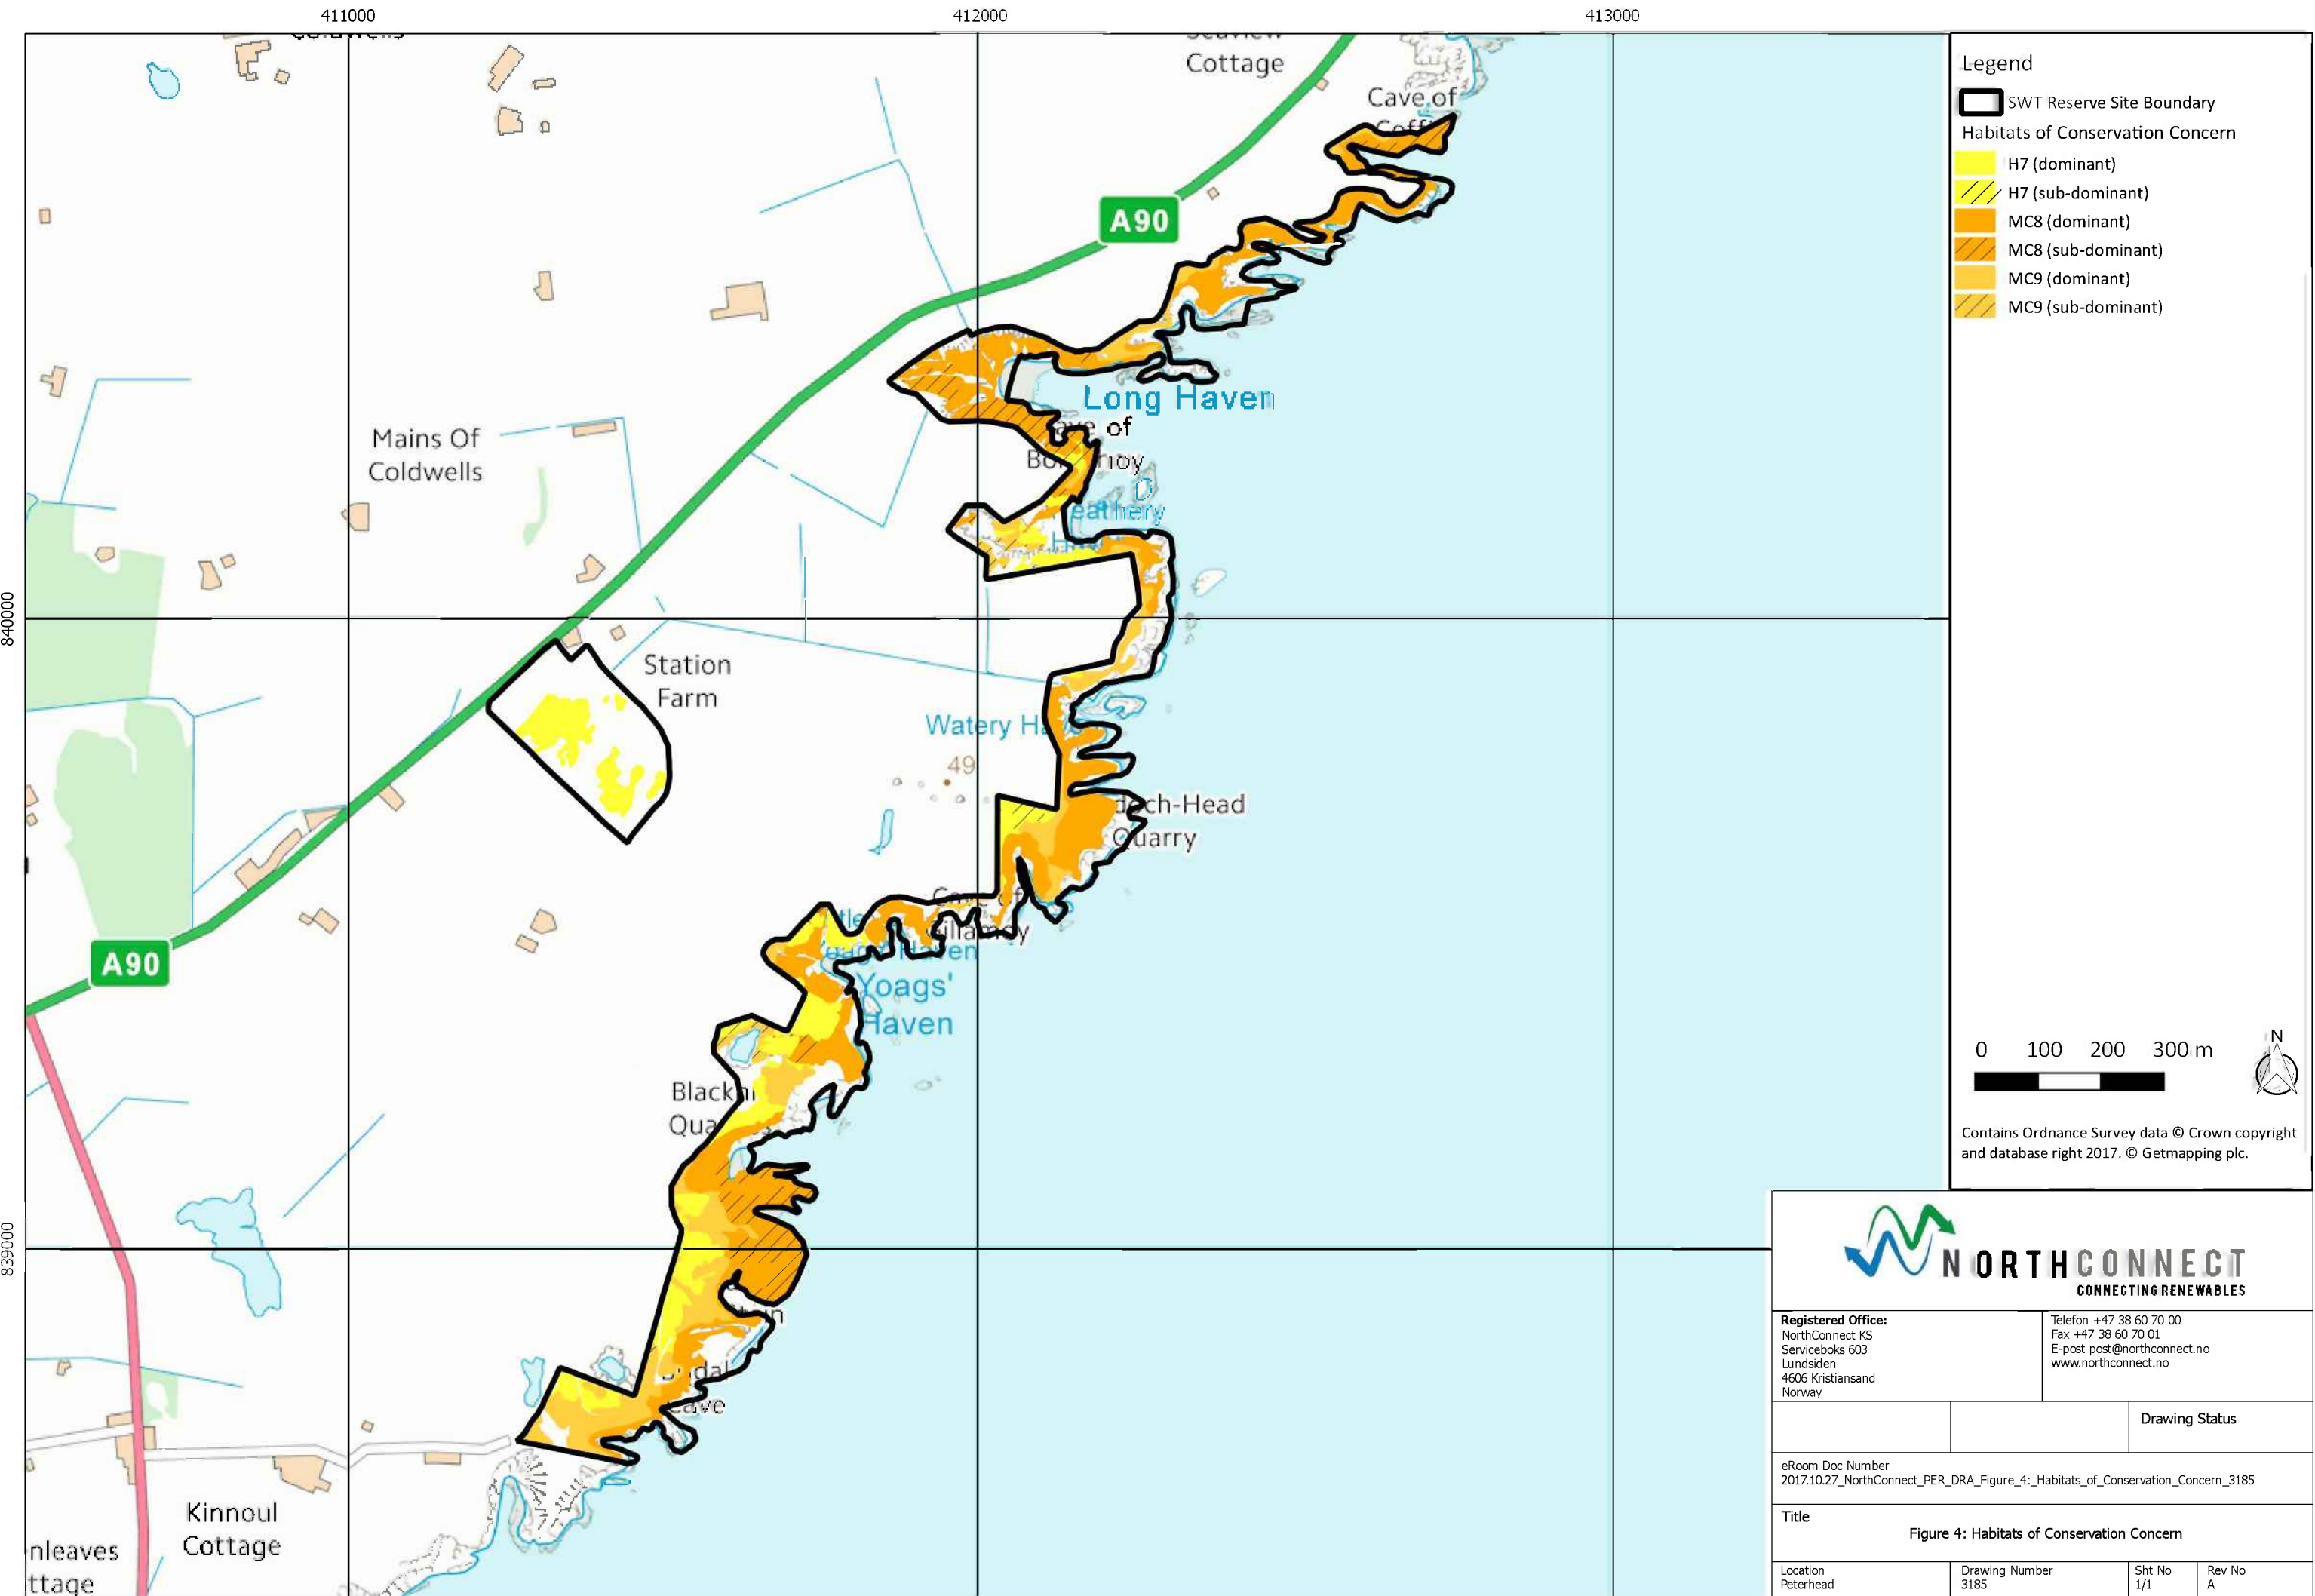 411000
412000
413000
840000
839000
Cottage
Cave of
A90
Long Haven
of
Mains Of
Coldwells
Station
Farm
Watery
49
Quarry
Yoags'
Haven
A90
Kinnoul
Cottage
Legend
SWT Reserve Site Boundary
Habitats of Conservation Concern
H7 (dominant)
H7 (sub-dominant)
MC8 (dominant)
MC8 (sub-dominant)
MC9 (dominant)
MC9 (sub-dominant)
0 100 200 300 m
N
Contains Ordnance Survey data © Crown copyright
and database right 2017. © Getmapping plc.
NORTHCONNECT
CONNECTING RENEWABLES
Registered Office:
NorthConnect KS
Serviceboks 603
Lundsiden
4606 Kristiansand
Norway
Telefon +47 38 60 70 00
Fax +47 38 60 70 01
E-post post@northconnect.no
www.northconnect.no
Drawing Status
eRoom Doc Number
2017.10.27_NorthConnect_PER_DRA_Figure_4:_Habitats_of_Conservation_Concern_3185
Title
Figure 4: Habitats of Conservation Concern
Location
Peterhead
Drawing Number
3185
Sht No
1/1
Rev No
A